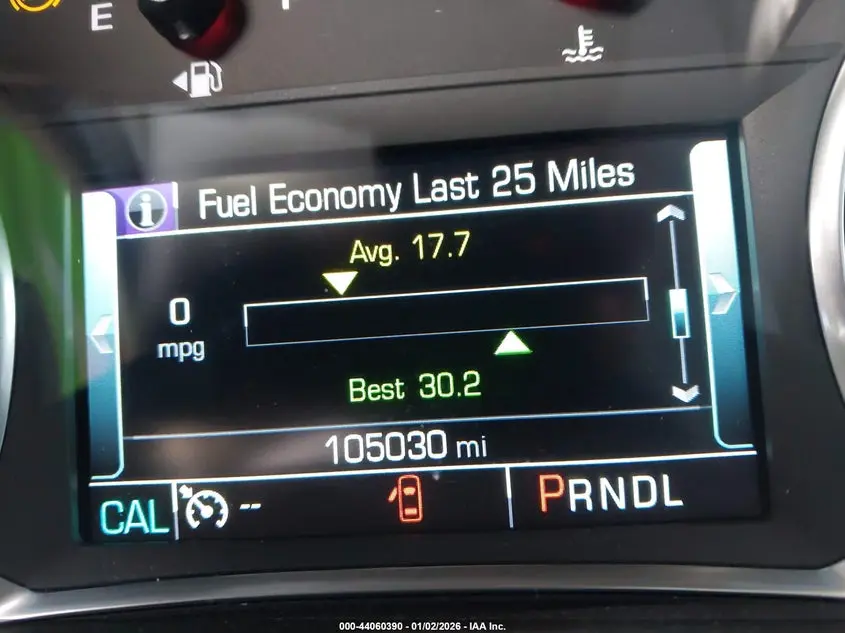 E
Fuel Economy Last 25 Miles
Avg. 17.7
0
mpg
Best 30.2
105030 mi
CAL -- PRNDL
000-44060390 - 01/02/2026 - IAA Inc.